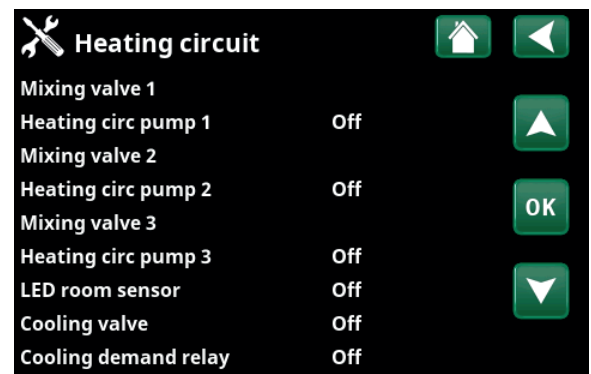 Heating circuit
Mixing valve 1
Heating circ pump 1 Off
Mixing valve 2
Heating circ pump 2 Off
OK
Mixing valve 3
Heating circ pump 3 Off
LED room sensor Off
Cooling valve Off
Cooling demand relay Off